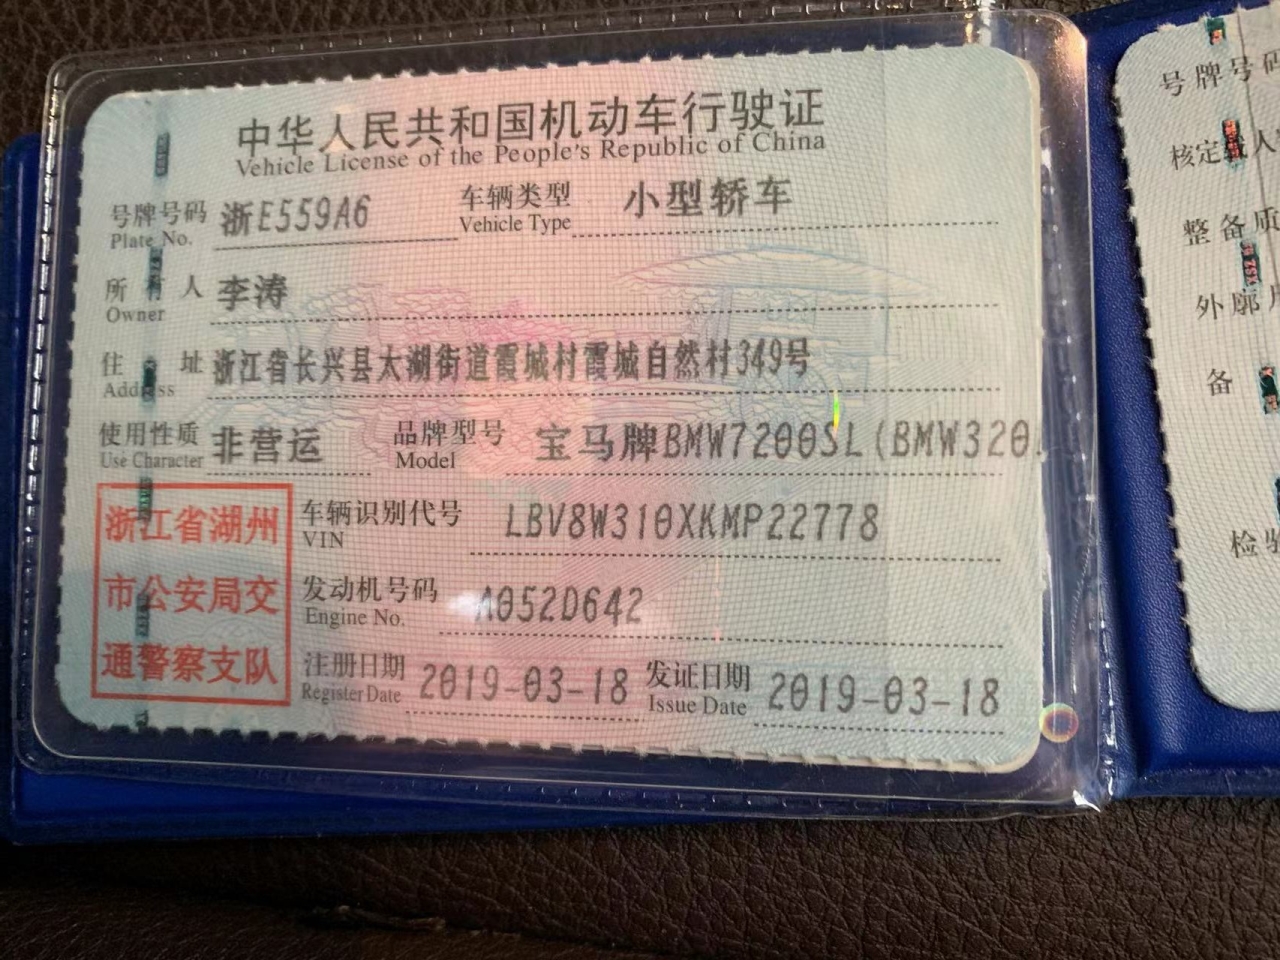 中华人民共和国机动车行驶证
Vehicle License of the People's Republic of China
号牌号码 浙E559A6 车辆类型 小型轿车
Plate No. Vehicle Type
所有人 李涛
Owner
住址 浙江省长兴县太湖街道霞城村霞城自然村349号
Address
使用性质 非营运 品牌型号 宝马牌BMW7200SL(BMW320
Use Character Model
浙江省湖州
市公安局交
通警察支队
车辆识别代号 LBV8W310XKMP22778
VIN
发动机号码 A052D642
Engine No.
注册日期 2019-03-18 发证日期 2019-03-18
Register Date Issue Date
号牌号码
核定载人
整备质
外廓
备
检验